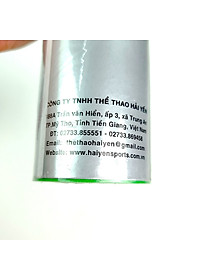 CÔNG TY TNHH THỂ THAO HẢI YẾN
Trần văn Hiển, ấp 3, xã Trung An
TP.Mỹ Tho, Tỉnh Tiền Giang, Việt Nam
ĐT: 02733.855551 - 02733.869458
Email: thethaohaiyen@gmail.com
Website: www.haiyensports.com.vn